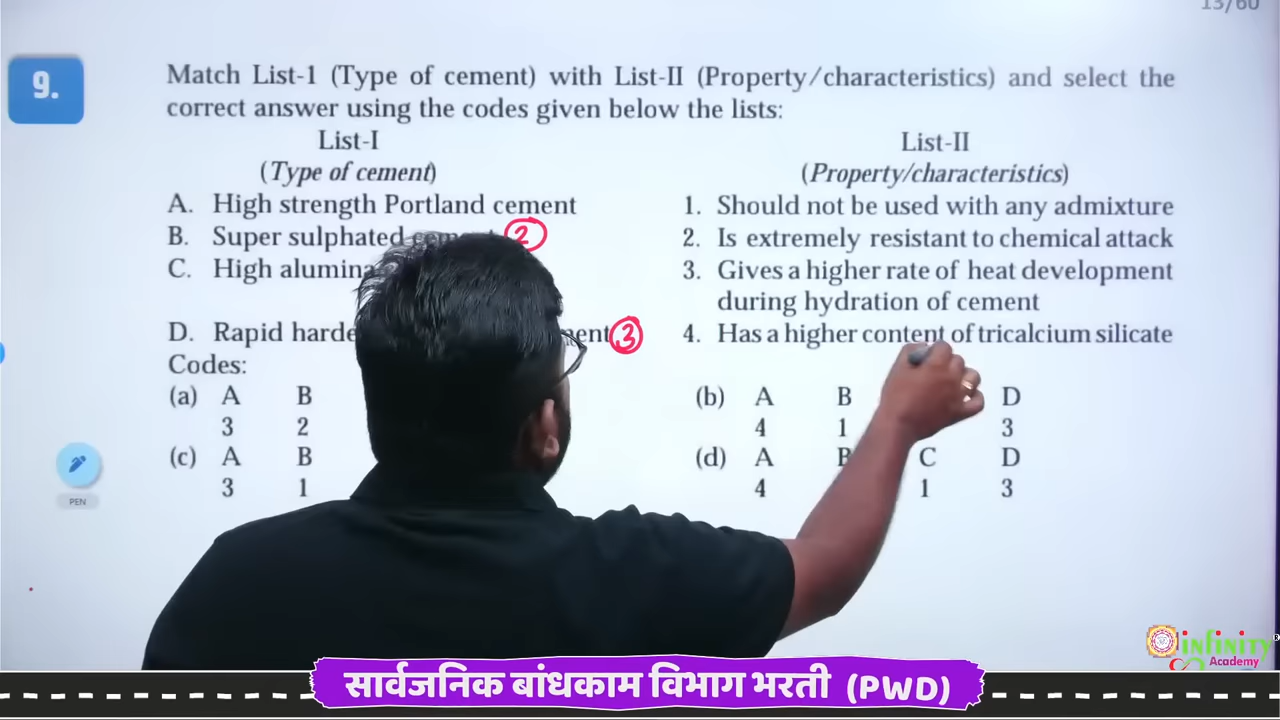 13/60
9.
Match List-1 (Type of cement) with List-II (Property/characteristics) and select the
correct answer using the codes given below the lists:
List-I
List-II
(Type of cement)
(Property/characteristics)
A. High strength Portland cement
1. Should not be used with any admixture
B. Super sulphated 2
2. Is extremely resistant to chemical attack
C. High alumina
3. Gives a higher rate of heat development
during hydration of cement
D. Rapid 3
4. Has a higher content of tricalcium silicate
Codes:
(a) A B
(b) A B D
3 2
4 1 3
(c) A B
(d) A B C D
3 1
4 1 3
PEN
infinity
Academy
सार्वजनिक बांधकाम विभाग भरती (PWD)